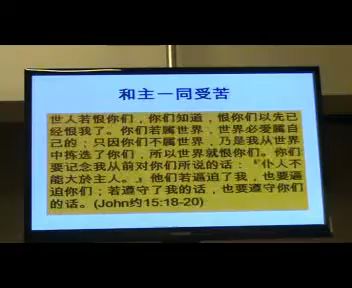 和主一同受苦
世人若恨你们，你们知道，恨你们以先已
经恨我了。你们若属世界，世界必爱属自
己的；只因你们不属世界，乃是我从世界
中拣选了你们，所以世界就恨你们。你们
要记念我从前对你们所说的话：『仆人不
能大於主人。』他们若逼迫了我，也要逼
迫你们；若遵守了我的话，也要遵守你们
的话。(John约15:18-20)